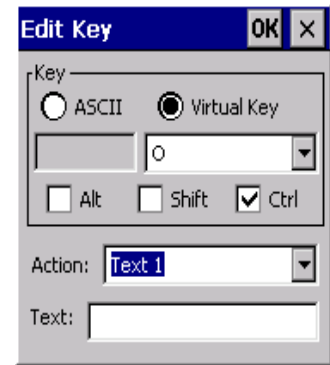 Edit Key OK ×
Key
ASCII Virtual Key
O
Alt Shift Ctrl
Action: Text 1
Text: